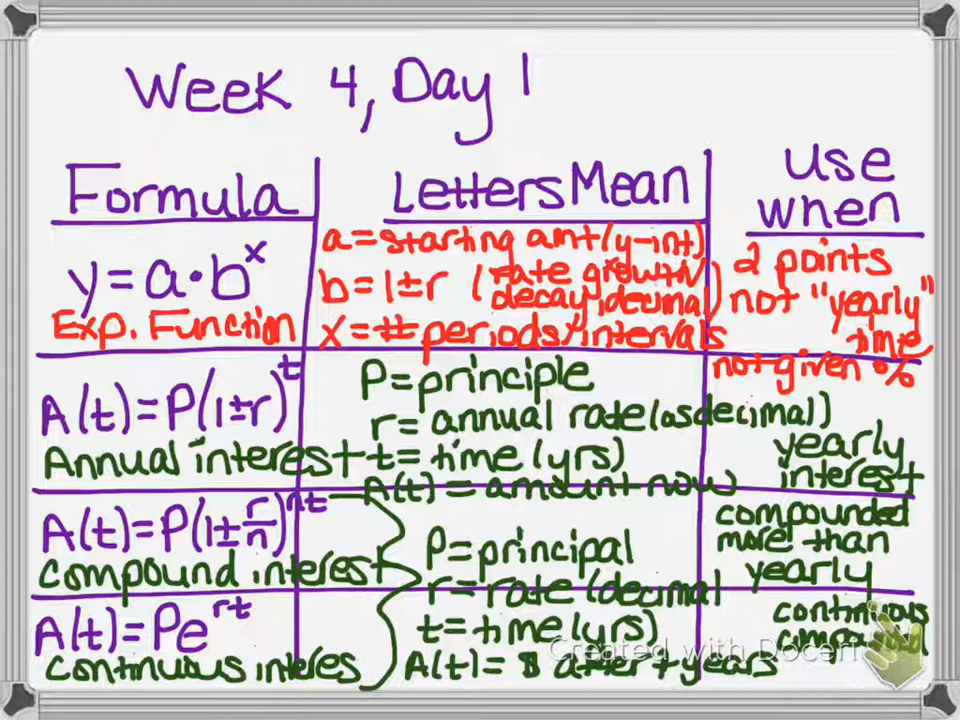 Week 4, Day 1
Formula
Letters Mean
Use when
y = a•b^x
Exp. Function
a = starting amt (y-int)
b = 1±r (rate growth/decay, decimal)
x = # periods/intervals
2 points
not "yearly"
time
not given %
A(t) = P(1±r)^t
Annual interest
P = principle
r = annual rate (as decimal)
t = time (yrs)
A(t) = amount now
yearly
interest
A(t) = P(1±r/n)^nt
compound interest
compounded
more than
yearly
A(t) = Pe^rt
continuous interes
P = principal
r = rate (decimal
t = time (yrs)
A(t) = $ after t years
continuous
compound
Created with Doceri